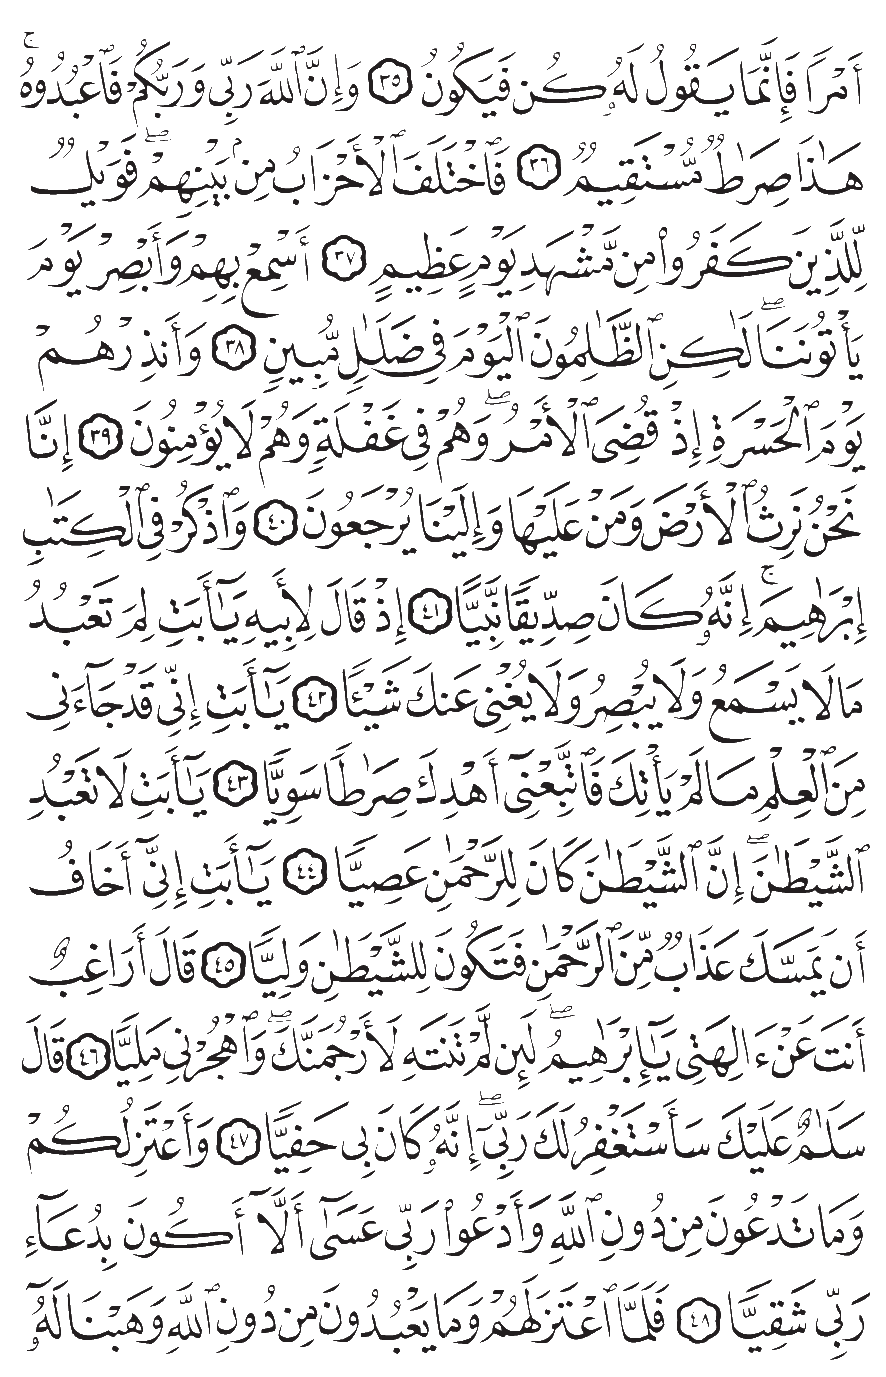 أَمْرًا فَإِنَّمَا يَقُولُ لَهُۥ كُن فَيَكُونُ ٣٥ وَإِنَّ ٱللَّهَ رَبِّى وَرَبُّكُمْ فَٱعْبُدُوهُ ۚ
هَـٰذَا صِرَٰطٌ مُّسْتَقِيمٌ ٣٦ فَٱخْتَلَفَ ٱلْأَحْزَابُ مِنۢ بَيْنِهِمْ ۖ فَوَيْلٌ
لِّلَّذِينَ كَفَرُوا۟ مِن مَّشْهَدِ يَوْمٍ عَظِيمٍ ٣٧ أَسْمِعْ بِهِمْ وَأَبْصِرْ يَوْمَ
يَأْتُونَنَا ۖ لَـٰكِنِ ٱلظَّـٰلِمُونَ ٱلْيَوْمَ فِى ضَلَـٰلٍ مُّبِينٍ ٣٨ وَأَنذِرْهُمْ
يَوْمَ ٱلْحَسْرَةِ إِذْ قُضِىَ ٱلْأَمْرُ ۖ وَهُمْ فِى غَفْلَةٍ وَهُمْ لَا يُؤْمِنُونَ ٣٩ إِنَّا
نَحْنُ نَرِثُ ٱلْأَرْضَ وَمَنْ عَلَيْهَا وَإِلَيْنَا يُرْجَعُونَ ٤٠ وَٱذْكُرْ فِى ٱلْكِتَـٰبِ
إِبْرَٰهِيمَ ۚ إِنَّهُۥ كَانَ صِدِّيقًا نَّبِيًّا ٤١ إِذْ قَالَ لِأَبِيهِ يَـٰٓأَبَتِ لِمَ تَعْبُدُ
مَا لَا يَسْمَعُ وَلَا يُبْصِرُ وَلَا يُغْنِى عَنكَ شَيْـًٔا ٤٢ يَـٰٓأَبَتِ إِنِّى قَدْ جَآءَنِى
مِنَ ٱلْعِلْمِ مَا لَمْ يَأْتِكَ فَٱتَّبِعْنِىٓ أَهْدِكَ صِرَٰطًا سَوِيًّا ٤٣ يَـٰٓأَبَتِ لَا تَعْبُدِ
ٱلشَّيْطَـٰنَ ۖ إِنَّ ٱلشَّيْطَـٰنَ كَانَ لِلرَّحْمَـٰنِ عَصِيًّا ٤٤ يَـٰٓأَبَتِ إِنِّىٓ أَخَافُ
أَن يَمَسَّكَ عَذَابٌ مِّنَ ٱلرَّحْمَـٰنِ فَتَكُونَ لِلشَّيْطَـٰنِ وَلِيًّا ٤٥ قَالَ أَرَاغِبٌ
أَنتَ عَنْ ءَالِهَتِى يَـٰٓإِبْرَٰهِيمُ ۖ لَئِن لَّمْ تَنتَهِ لَأَرْجُمَنَّكَ ۖ وَٱهْجُرْنِى مَلِيًّا ٤٦ قَالَ
سَلَـٰمٌ عَلَيْكَ سَأَسْتَغْفِرُ لَكَ رَبِّىٓ ۖ إِنَّهُۥ كَانَ بِى حَفِيًّا ٤٧ وَأَعْتَزِلُكُمْ
وَمَا تَدْعُونَ مِن دُونِ ٱللَّهِ وَأَدْعُوا۟ رَبِّى عَسَىٰٓ أَلَّآ أَكُونَ بِدُعَآءِ
رَبِّى شَقِيًّا ٤٨ فَلَمَّا ٱعْتَزَلَهُمْ وَمَا يَعْبُدُونَ مِن دُونِ ٱللَّهِ وَهَبْنَا لَهُۥٓ